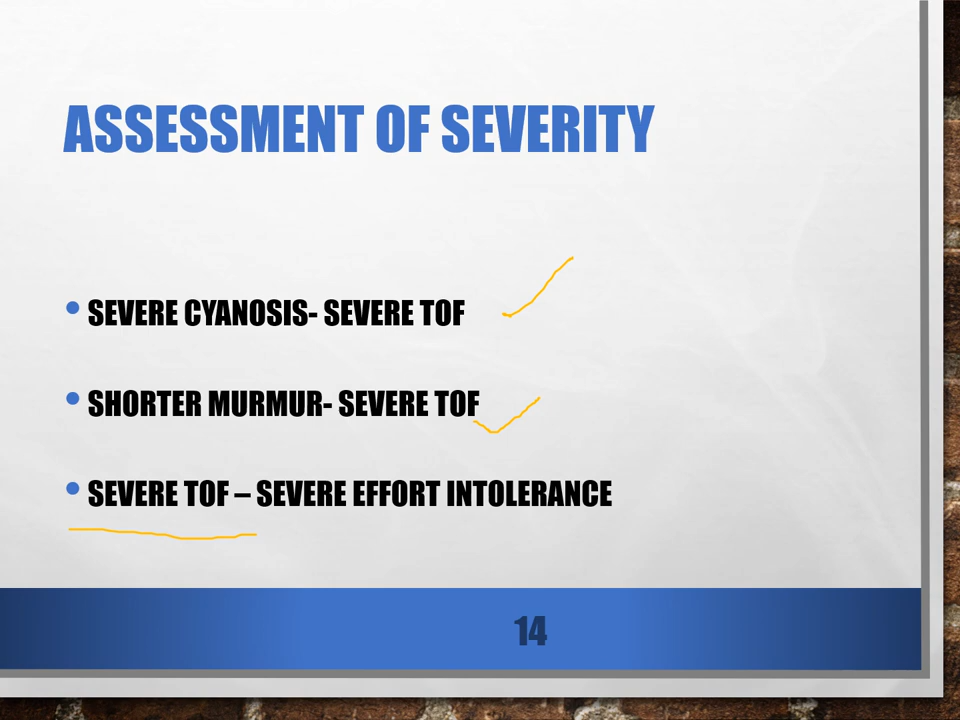 ASSESSMENT OF SEVERITY
• SEVERE CYANOSIS- SEVERE TOF
• SHORTER MURMUR- SEVERE TOF
• SEVERE TOF – SEVERE EFFORT INTOLERANCE
14